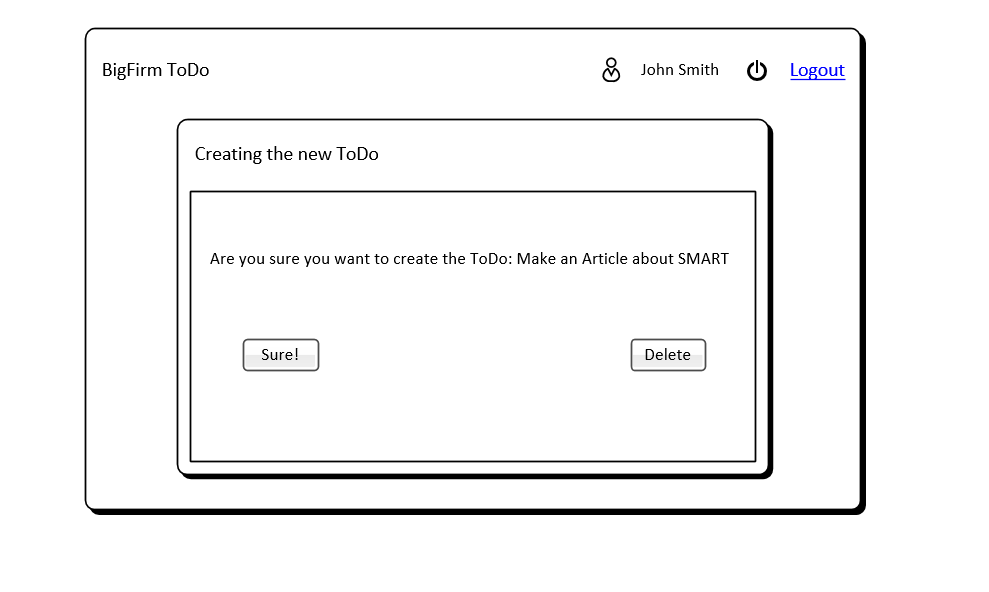 BigFirm ToDo John Smith Logout
Creating the new ToDo
Are you sure you want to create the ToDo: Make an Article about SMART
Sure! Delete